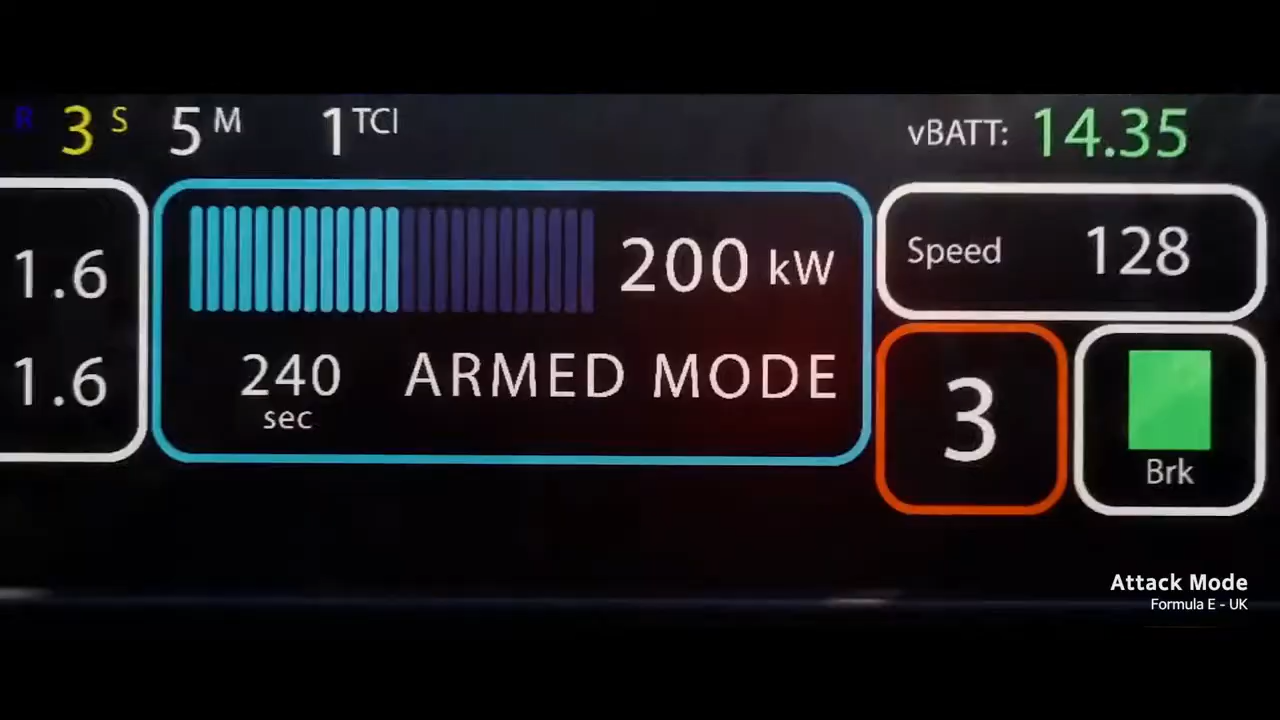 R 3 S 5 M 1 TCI vBATT: 14.35
1.6
1.6
200 kW
240 sec
ARMED MODE
Speed 128
3
Brk
Attack Mode
Formula E - UK